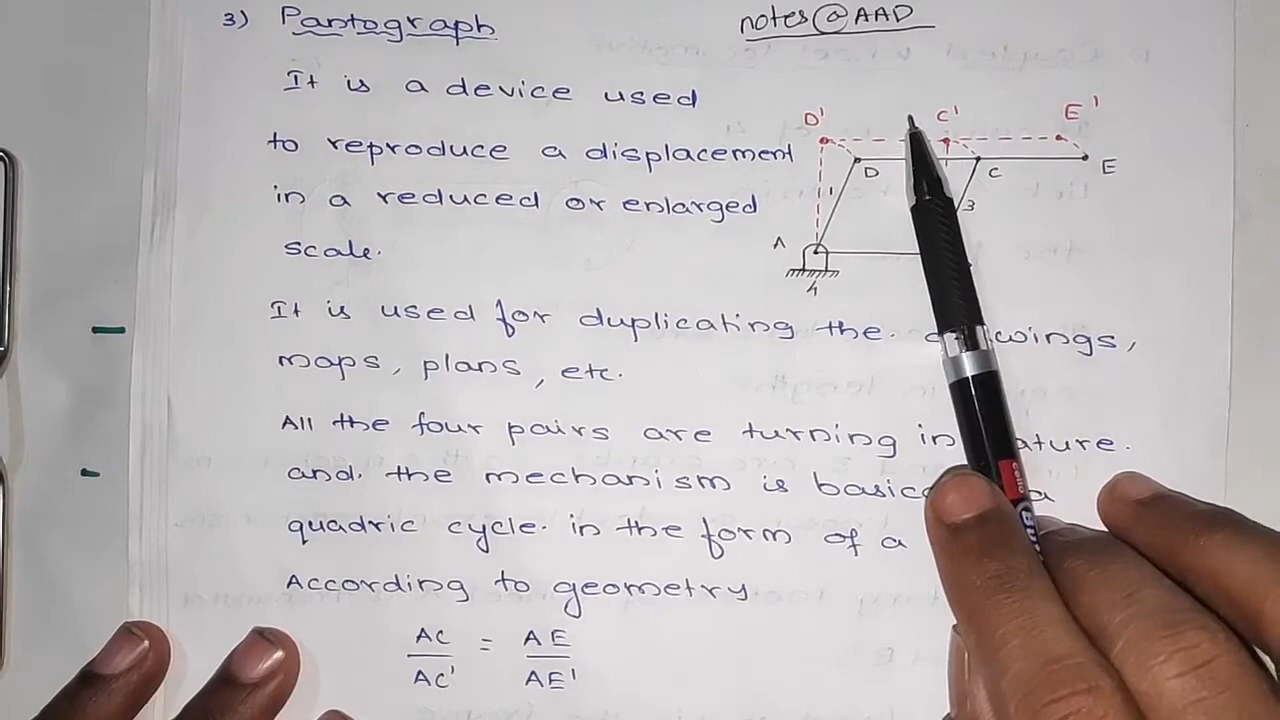 3) Pantograph
notes@AAD
It is a device used
to reproduce a displacement
in a reduced or enlarged
scale.
D' C' E'
D C E
1 3
A
4
It is used for duplicating the
maps, plans, etc.
All the four pairs are turning in
and the mechanism is
quadric cycle. in the form of a
According to geometry
AC/AC' = AE/AE'
cello